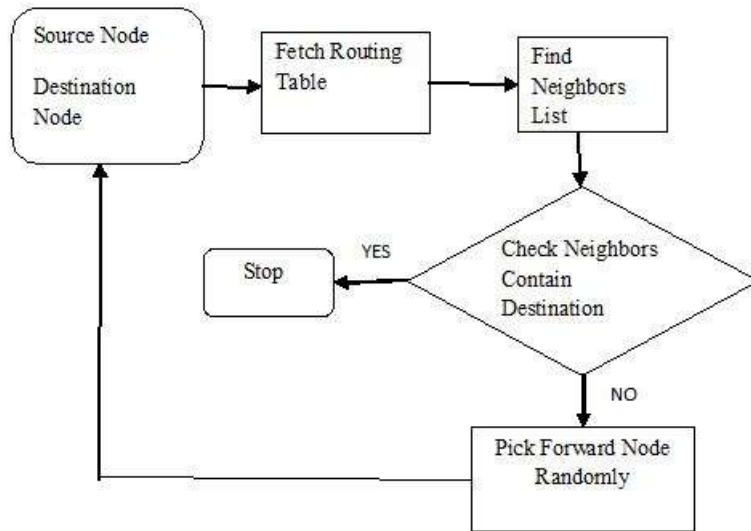 Source Node
Destination
Node
Fetch Routing
Table
Find
Neighbors
List
Check Neighbors
Contain
Destination
YES
Stop
NO
Pick Forward Node
Randomly